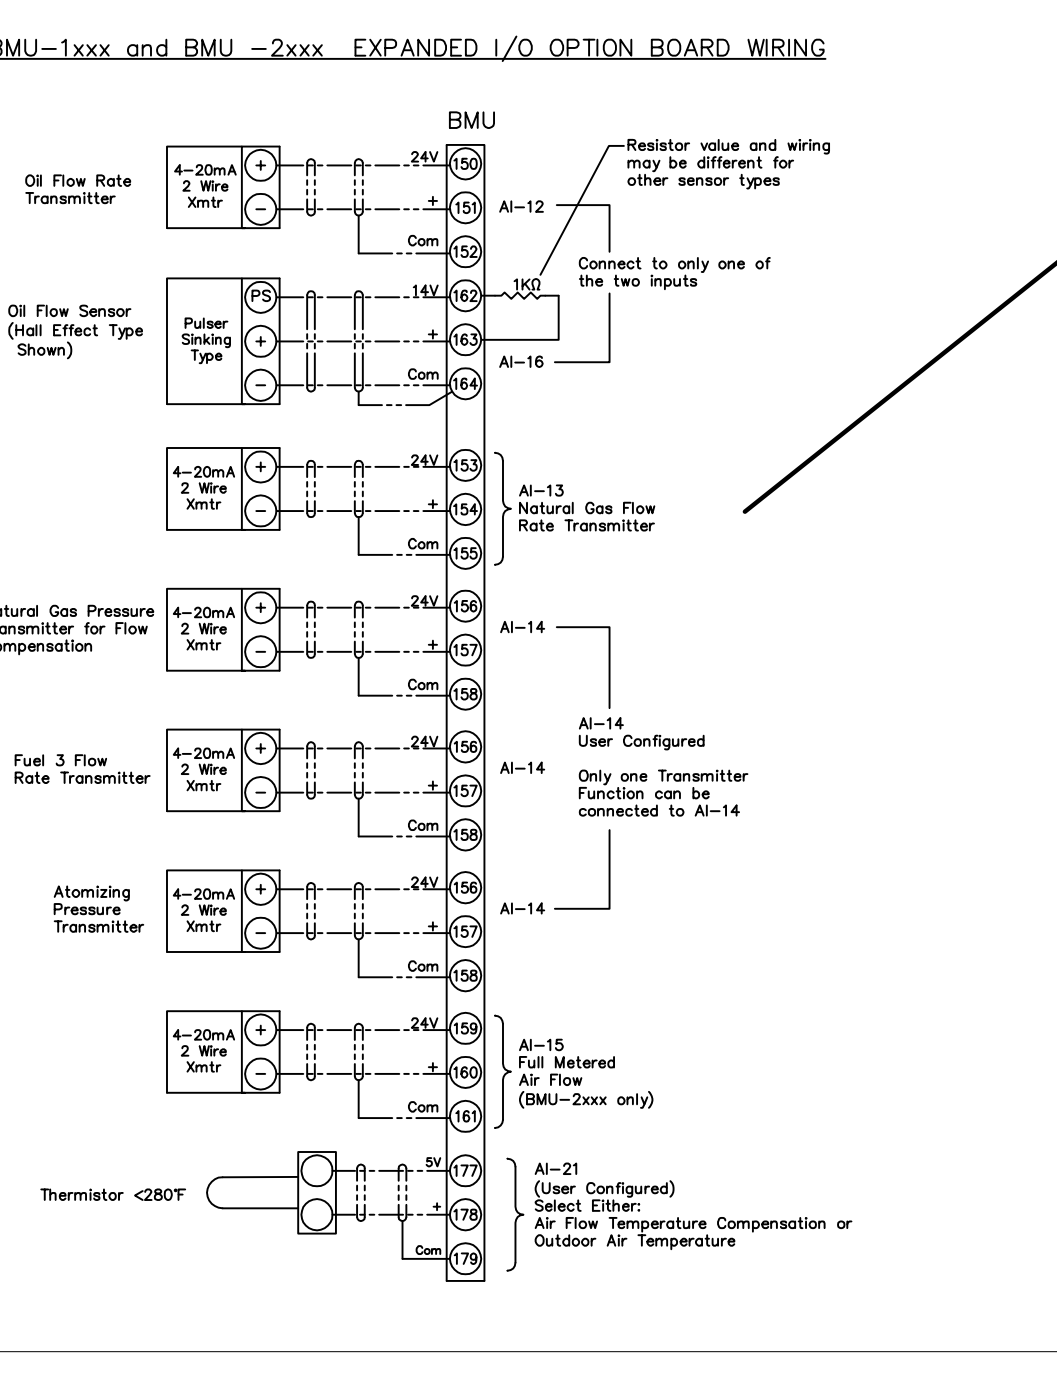 BMU-1xxx and BMU -2xxx EXPANDED I/O OPTION BOARD WIRING
BMU
Resistor value and wiring
may be different for
other sensor types
Oil Flow Rate
Transmitter
4-20mA
2 Wire
Xmtr
+
-
24V
150
+
151
Com
152
AI-12
Connect to only one of
the two inputs
Oil Flow Sensor
(Hall Effect Type
Shown)
Pulser
Sinking
Type
PS
+
-
14V
162
+
163
Com
164
1KΩ
AI-16
4-20mA
2 Wire
Xmtr
+
-
24V
153
+
154
Com
155
AI-13
Natural Gas Flow
Rate Transmitter
atural Gas Pressure
ansmitter for Flow
ompensation
4-20mA
2 Wire
Xmtr
+
-
24V
156
+
157
Com
158
AI-14
AI-14
User Configured
Only one Transmitter
Function can be
connected to AI-14
Fuel 3 Flow
Rate Transmitter
4-20mA
2 Wire
Xmtr
+
-
24V
156
+
157
Com
158
AI-14
Atomizing
Pressure
Transmitter
4-20mA
2 Wire
Xmtr
+
-
24V
156
+
157
Com
158
AI-14
4-20mA
2 Wire
Xmtr
+
-
24V
159
+
160
Com
161
AI-15
Full Metered
Air Flow
(BMU-2xxx only)
Thermistor <280°F
5V
177
+
178
Com
179
AI-21
(User Configured)
Select Either:
Air Flow Temperature Compensation or
Outdoor Air Temperature